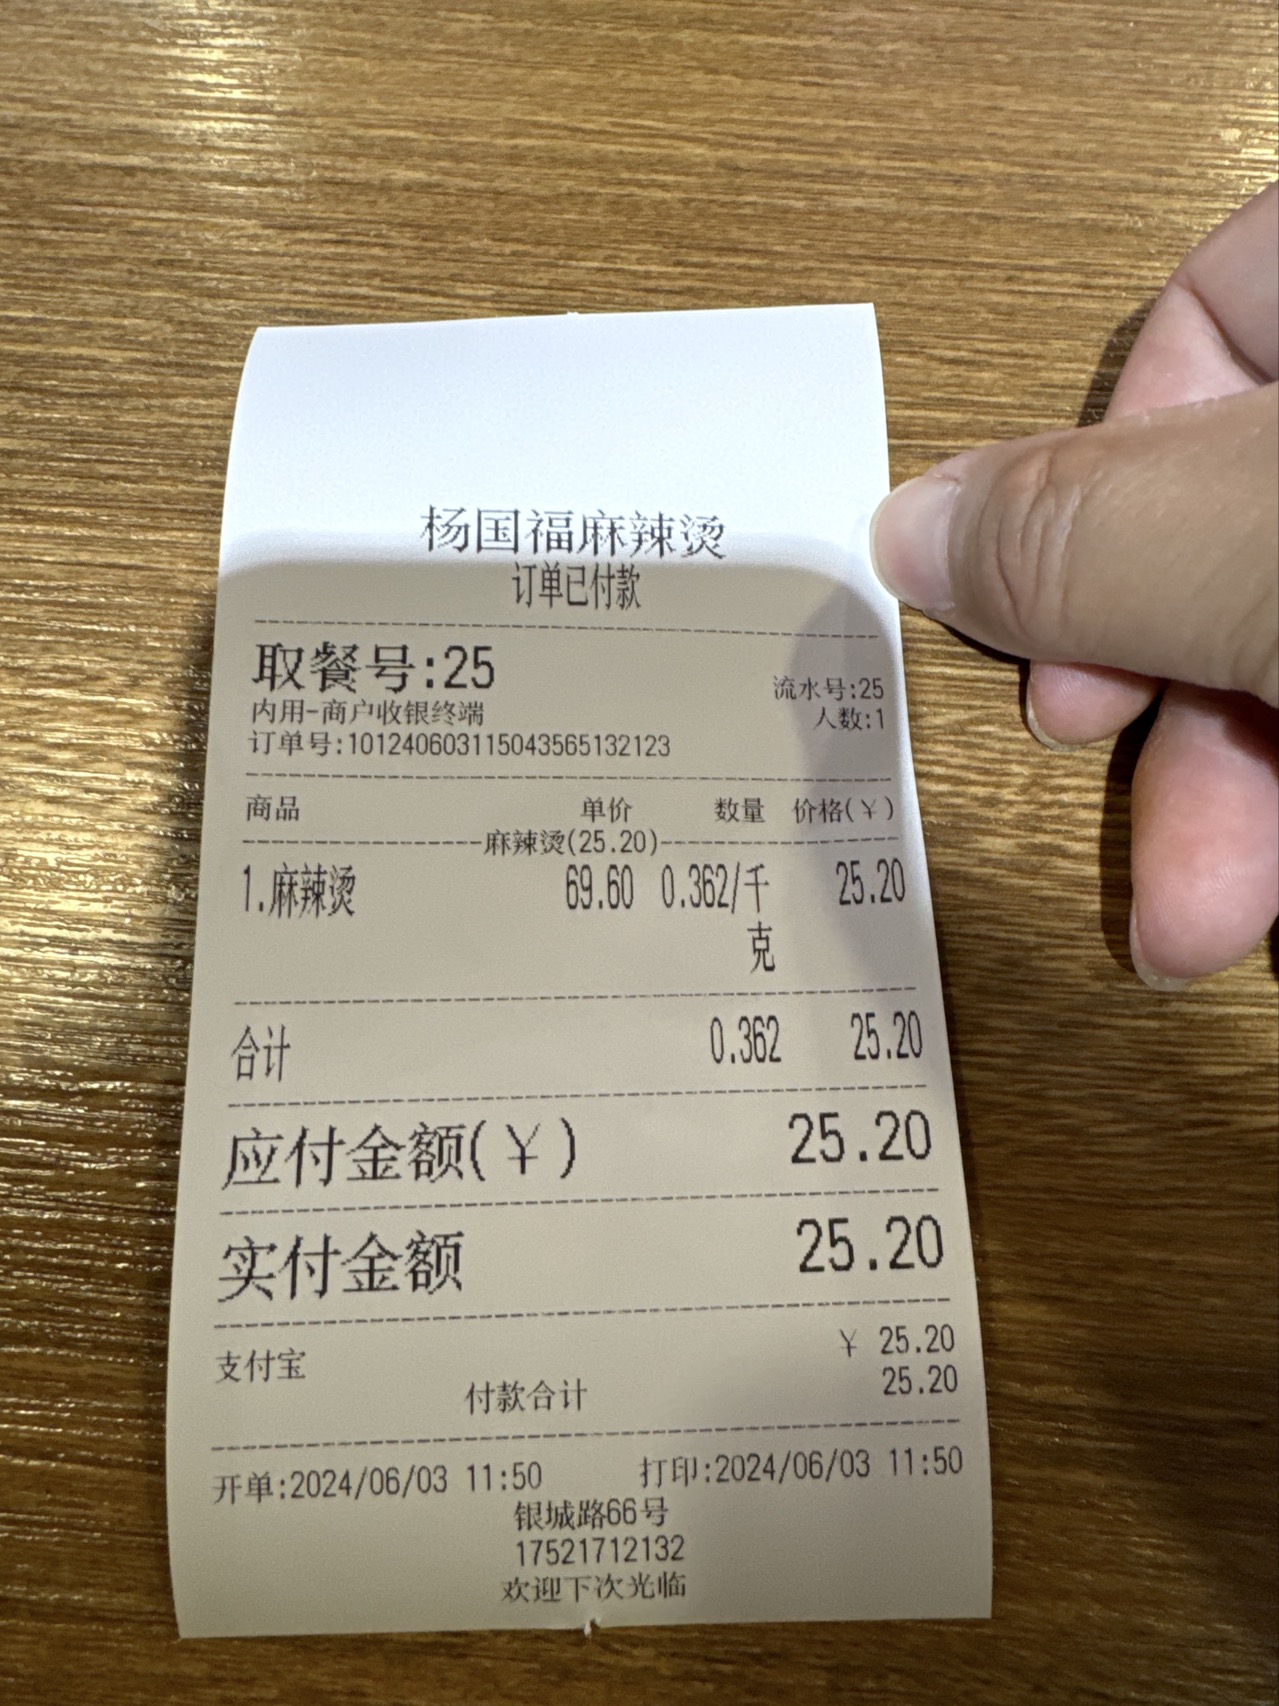 杨国福麻辣烫
订单已付款
取餐号:25
流水号:25
内用-商户收银终端
人数:1
订单号:101240603115043565132123
商品 单价 数量 价格(¥)
麻辣烫(25.20)
1.麻辣烫 69.60 0.362/千克 25.20
合计 0.362 25.20
应付金额(¥) 25.20
实付金额 25.20
支付宝 ¥ 25.20
付款合计 25.20
开单:2024/06/03 11:50 打印:2024/06/03 11:50
银城路66号
17521712132
欢迎下次光临